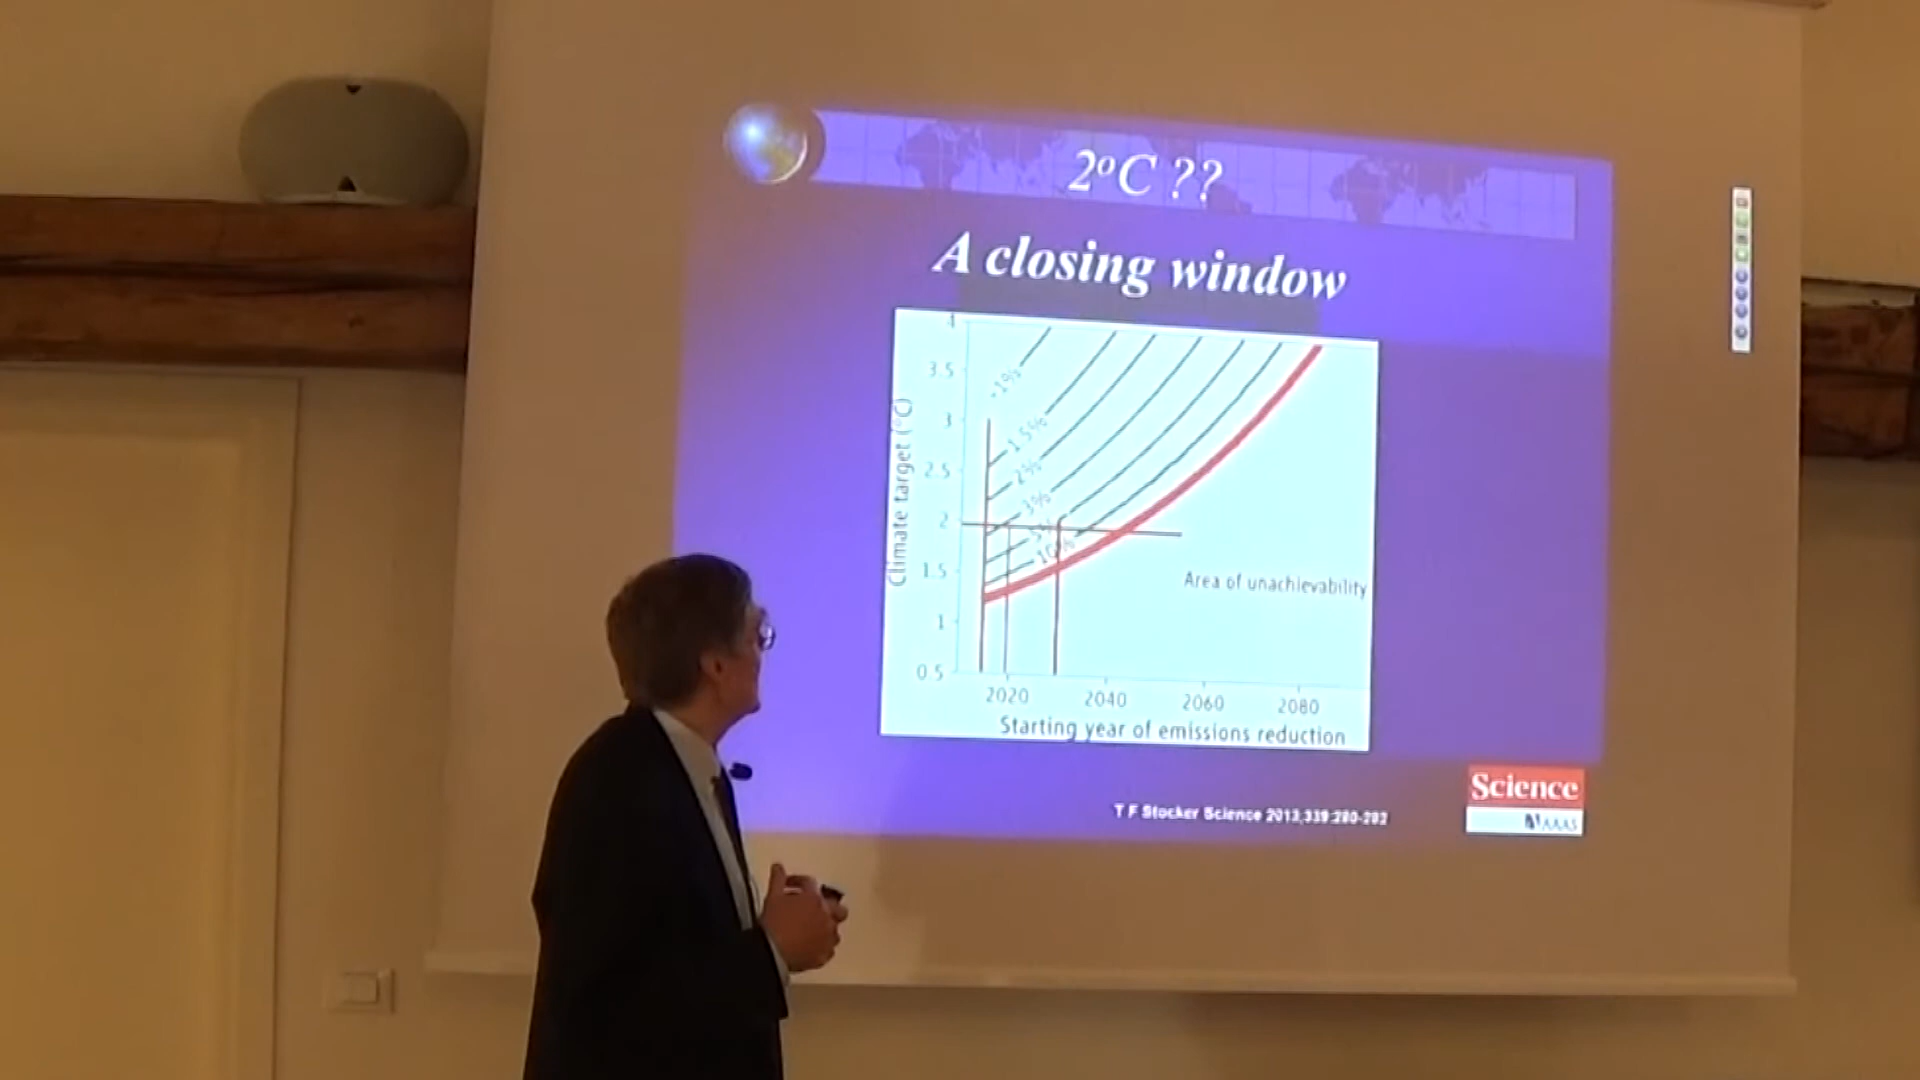 2ºC ??
A closing window
4
3.5
3
2.5
2
1.5
1
0.5
Climate target (ºC)
1%
1.5%
2%
3%
5%
10%
Area of unachievability
2020
2040
2060
2080
Starting year of emissions reduction
T F Stocker Science 2013;339:280-282
Science
AAAS